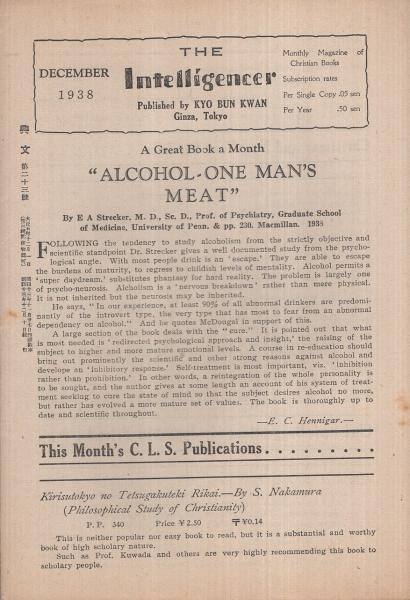 THE
Intelligencer
DECEMBER
1938
Published by KYO BUN KWAN
Ginza, Tokyo
Monthly Magazine of
Christian Books
Subscription rates
Per Single Copy .05 sen
Per Year .50 sen
A Great Book a Month
“ALCOHOL-ONE MAN'S
MEAT”
By E A Strecker, M. D., Sc. D., Prof. of Psychiatry, Graduate School
of Medicine, University of Penn. & pp. 230. Macmillan. 1938
FOLLOWING the tendency to study alcoholism from the strictly objective and
scientific standpoint Dr. Strecker gives a well documented study from the psycho-
logical angle. With most people drink is an 'escape.' They are able to escape
the burdens of maturity, to regress to childish levels of mentality. Alcohol permits a
'super daydream,' substitutes phantasy for hard reality. The problem is largely one
of psycho-neurosis. Alcholism is a 'nervous breakdown' rather than mere physical.
It is not inherited but the neurosis may be inherited.
He says, “In our experience, at least 90% of all abnormal drinkers are predomi-
nantly of the introvert type, the very type that has most to fear from an abnormal
dependency on alcohol.” And he quotes McDougal in support of this.
A large section of the book deals with the “cure.” It is pointed out that what
is most needed is 'redirected psychological approach and insight,' the raising of the
subject to higher and more mature emotional levels. A course in re-education should
bring out prominently the scientific and other strong reasons against alcohol and
develope an 'inhibitory response.' Self-treatment is most important, viz. 'inhibition
rather than prohibition.' In other words, a reintegration of the whole personality is
to be sought, and the author gives at some length an account of his system of treat-
ment seeking to cure the state of mind so that the subject desires alcohol no more,
but rather has evolved a more mature set of values. The book is thoroughly up to
date and scientific throughout.
—E. C. Hennigar.—
This Month's C. L. S. Publications. . . . . . . . .
Kirisutokyo no Tetsugakuteki Rikai.—By S. Nakamura
(Philosophical Study of Christianity)
P. P. 340 Price ¥2.50 〒¥0.14
This is neither popular nor easy book to read, but it is a substantial and worthy
book of high scholary nature.
Such as Prof. Kuwada and others are very highly recommending this book to
scholary people.
興文 第二十三號